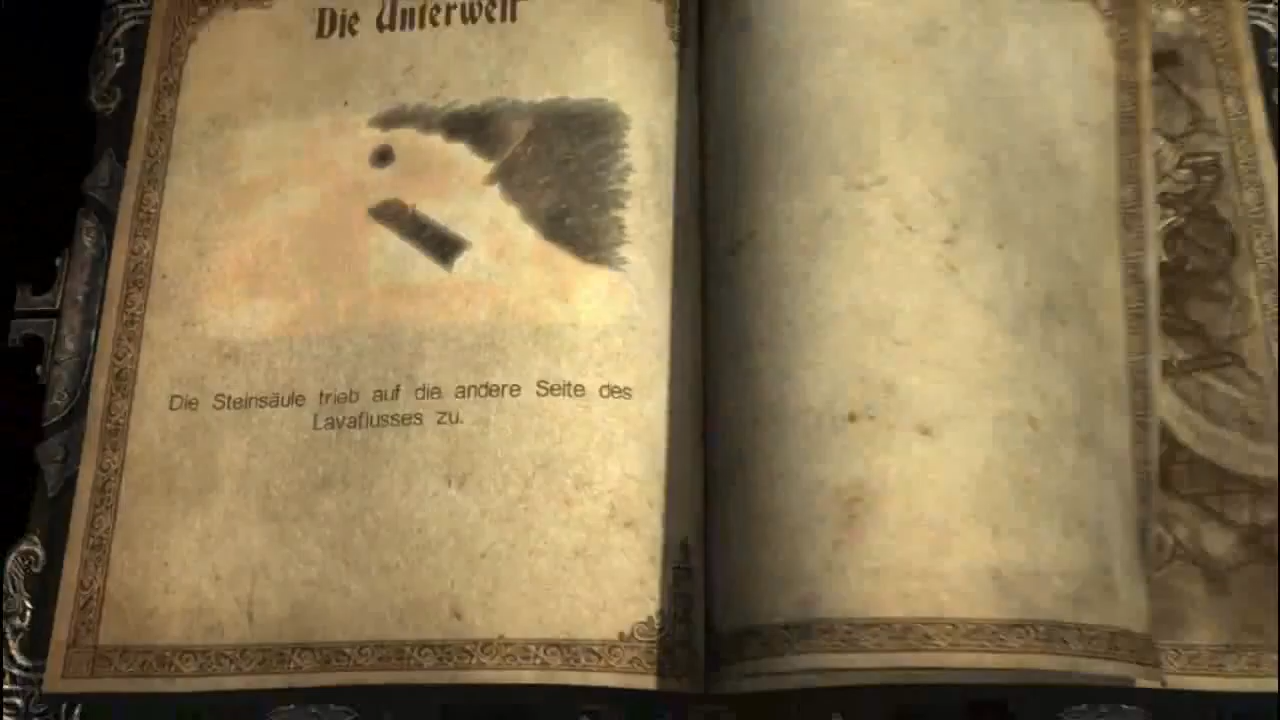 Die Unterwelt
Die Steinsäule trieb auf die andere Seite des
Lavaflusses zu.